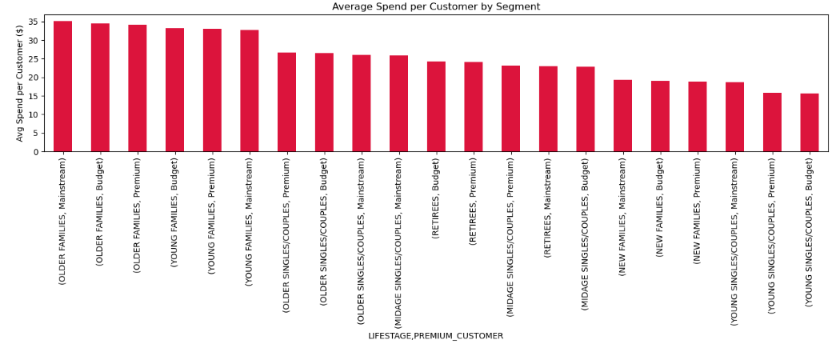 Average Spend per Customer by Segment
Avg Spend per Customer ($)
35
30
25
20
15
10
5
0
(OLDER FAMILIES, Mainstream)
(OLDER FAMILIES, Budget)
(OLDER FAMILIES, Premium)
(YOUNG FAMILIES, Budget)
(YOUNG FAMILIES, Premium)
(YOUNG FAMILIES, Mainstream)
(OLDER SINGLES/COUPLES, Premium)
(OLDER SINGLES/COUPLES, Budget)
(OLDER SINGLES/COUPLES, Mainstream)
(MIDAGE SINGLES/COUPLES, Mainstream)
(RETIREES, Budget)
(RETIREES, Premium)
(MIDAGE SINGLES/COUPLES, Premium)
(RETIREES, Mainstream)
(MIDAGE SINGLES/COUPLES, Budget)
(NEW FAMILIES, Mainstream)
(NEW FAMILIES, Budget)
(NEW FAMILIES, Premium)
(YOUNG SINGLES/COUPLES, Mainstream)
(YOUNG SINGLES/COUPLES, Premium)
(YOUNG SINGLES/COUPLES, Budget)
LIFESTAGE,PREMIUM_CUSTOMER